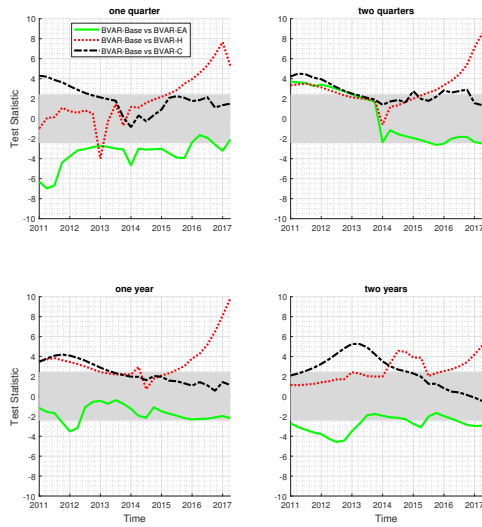 one quarter
BVAR-Base vs BVAR-EA
BVAR-Base vs BVAR-H
BVAR-Base vs BVAR-C
Test Statistic
10
8
6
4
2
0
-2
-4
-6
-8
-10
2011 2012 2013 2014 2015 2016 2017
two quarters
10
8
6
4
2
0
-2
-4
-6
-8
-10
2011 2012 2013 2014 2015 2016 2017
one year
Test Statistic
10
8
6
4
2
0
-2
-4
-6
-8
-10
2011 2012 2013 2014 2015 2016 2017
Time
two years
10
8
6
4
2
0
-2
-4
-6
-8
-10
2011 2012 2013 2014 2015 2016 2017
Time